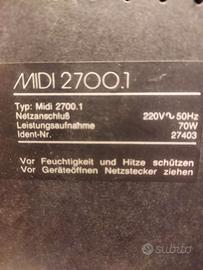 MIDI 2700.1
Typ: Midi 2700.1
Netzanschluß 220V∿50Hz
Leistungsaufnahme 70W
Ident-Nr. 27403
Vor Feuchtigkeit und Hitze schützen
Vor Geräteöffnen Netzstecker ziehen
subito